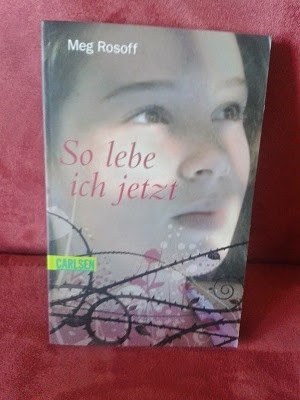 Meg Rosoff
So lebe
ich jetzt
CARLSEN